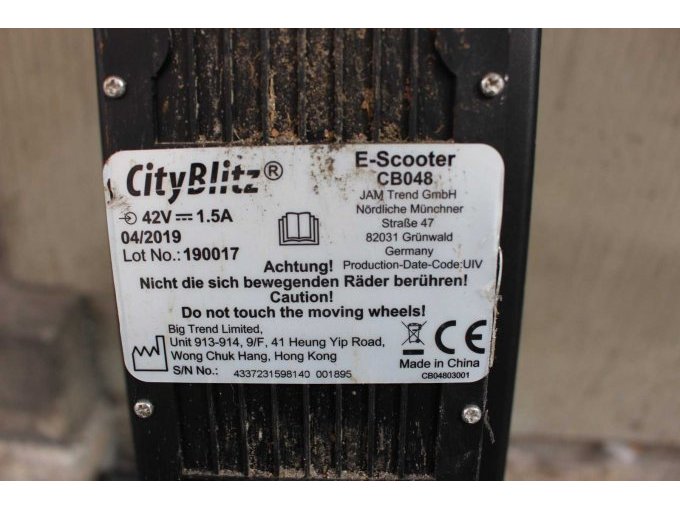 CityBlitz®
42V 1.5A
04/2019
Lot No.: 190017
E-Scooter
CB048
JAM Trend GmbH
Nördliche Münchner
Straße 47
82031 Grünwald
Germany
Production-Date-Code:UIV
Achtung!
Nicht die sich bewegenden Räder berühren!
Caution!
Do not touch the moving wheels!
Big Trend Limited,
Unit 913-914, 9/F, 41 Heung Yip Road,
Wong Chuk Hang, Hong Kong
S/N No.: 4337231598140 001895
CE
Made in China
CB04803001